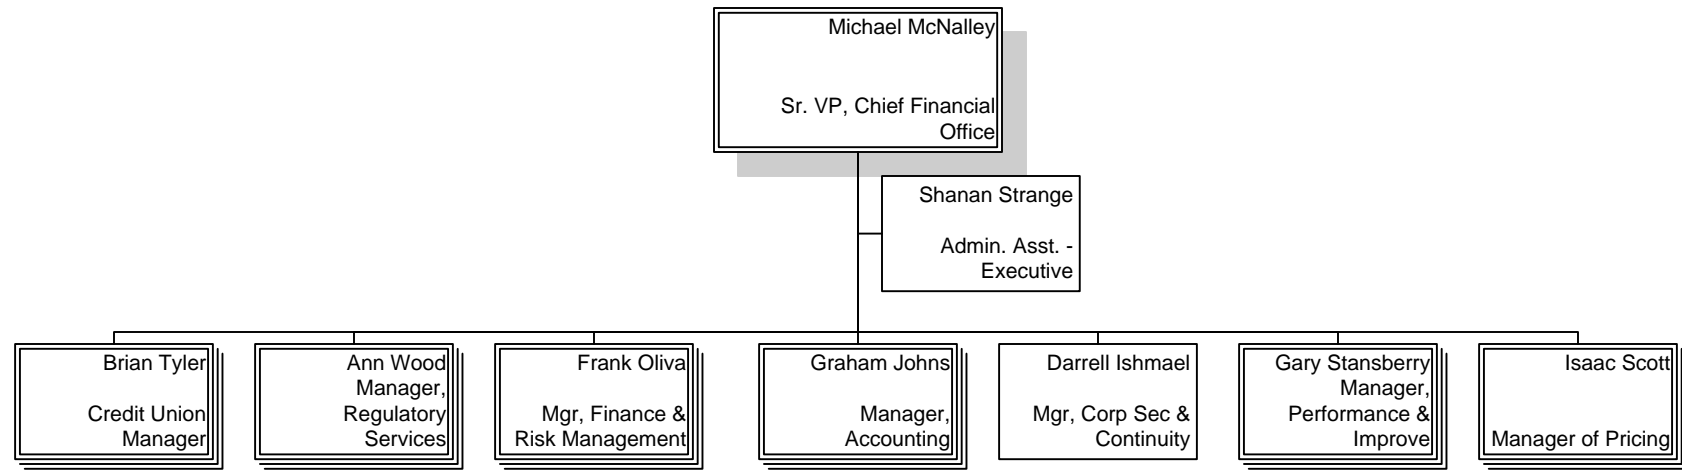 Michael McNalley
Sr. VP, Chief Financial
Office
Shanan Strange
Admin. Asst. -
Executive
Brian Tyler
Credit Union
Manager
Ann Wood
Manager,
Regulatory
Services
Frank Oliva
Mgr, Finance &
Risk Management
Graham Johns
Manager,
Accounting
Darrell Ishmael
Mgr, Corp Sec &
Continuity
Gary Stansberry
Manager,
Performance &
Improve
Isaac Scott
Manager of Pricing